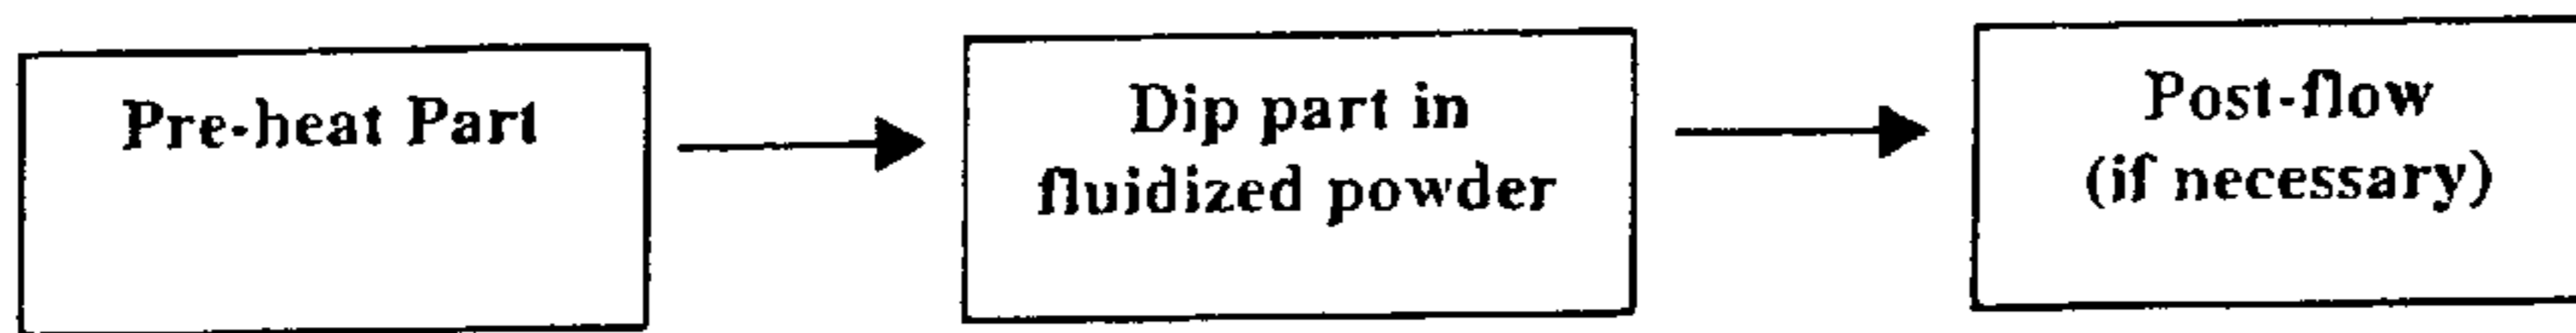 Pre-heat Part
Dip part in
fluidized powder
Post-flow
(if necessary)